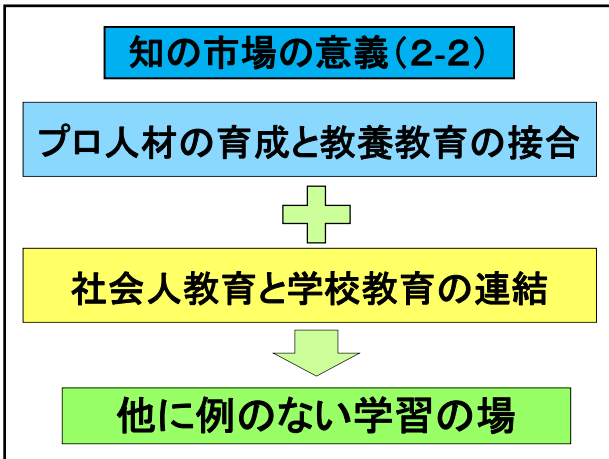 知の市場の意義(2-2)
プロ人材の育成と教養教育の接合
社会人教育と学校教育の連結
他に例のない学習の場